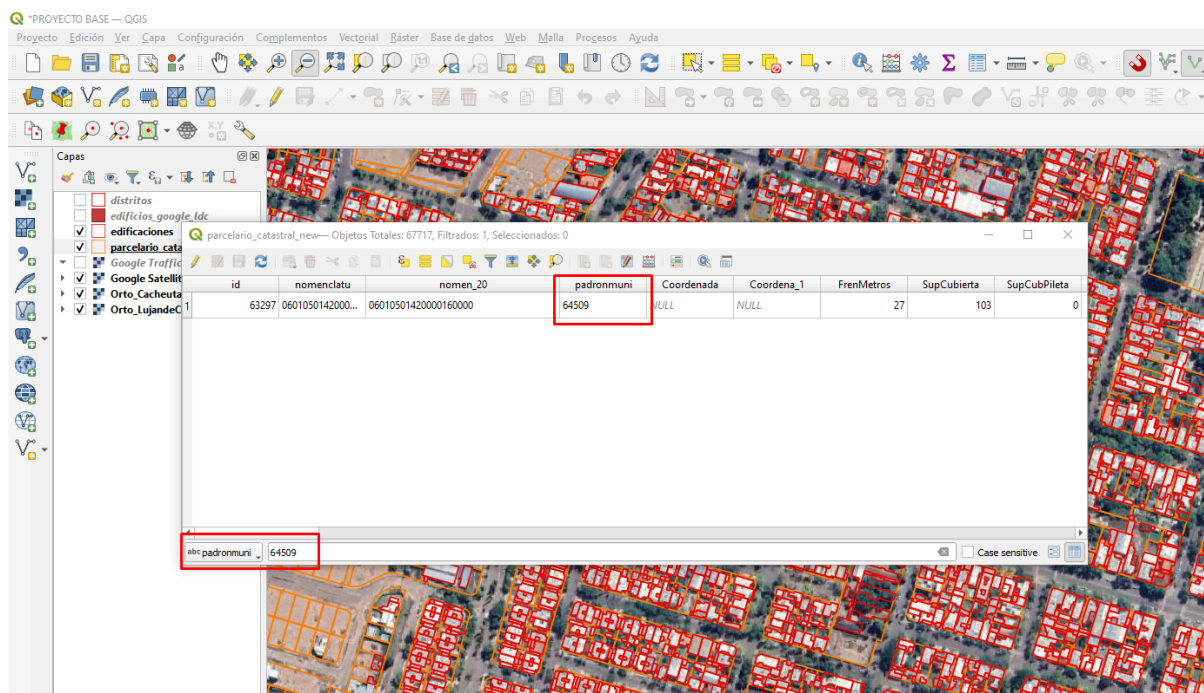 *PROYECTO BASE — QGIS
Proyecto Edición Ver Capa Configuración Complementos Vectorial Ráster Base de datos Web Malla Procesos Ayuda
Capas
distritos
edificios_google_ldc
edificaciones
parcelario_cata
Google Traffic
Google Satellit
Orto_Cacheuta
Orto_LujandeC
parcelario_catastral_new— Objetos Totales: 67717, Filtrados: 1, Seleccionados: 0
id nomenclatu nomen_20 padronmuni Coordenada Coordena_1 FrenMetros SupCubierta SupCubPileta
1 63297 0601050142000... 06010501420000160000 64509 NULL NULL 27 103 0
abc padronmuni 64509 Case sensitive